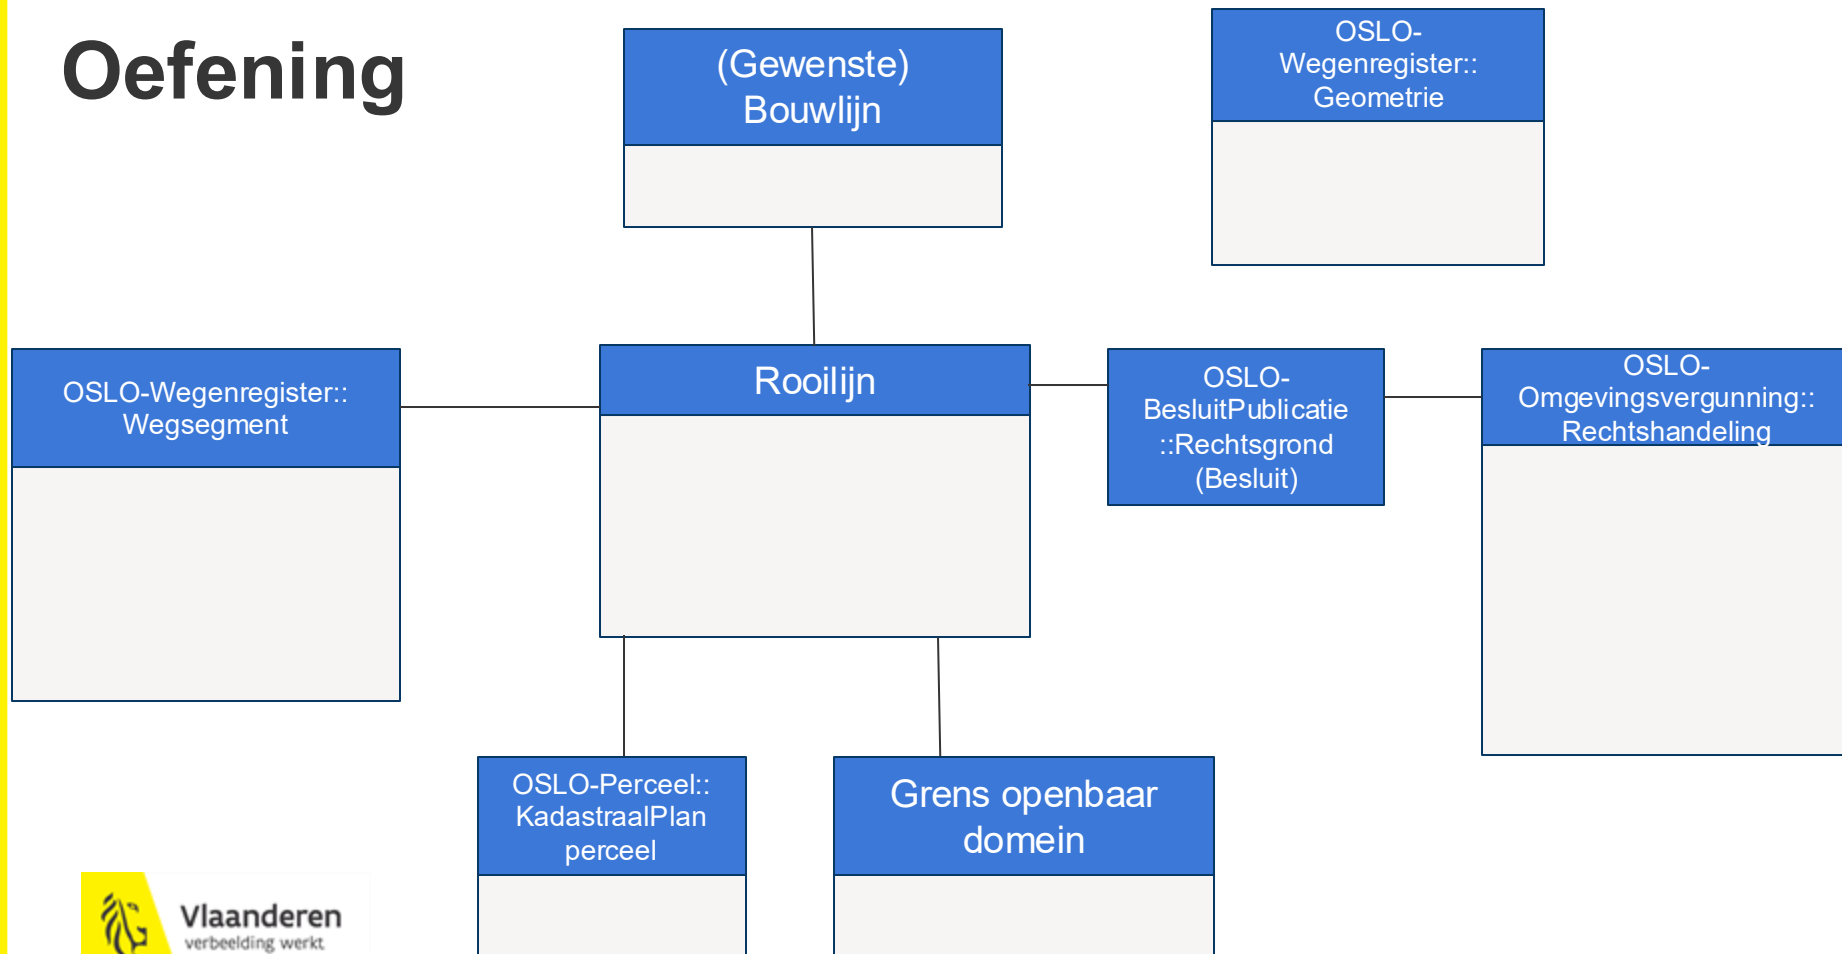 Oefening
(Gewenste)
Bouwlijn
OSLO-
Wegenregister::
Geometrie
OSLO-Wegenregister::
Wegsegment
Rooilijn
OSLO-
BesluitPublicatie
::Rechtsgrond
(Besluit)
OSLO-
Omgevingsvergunning::
Rechtshandeling
OSLO-Perceel::
KadastraalPlan
perceel
Grens openbaar
domein
Vlaanderen
verbeelding werkt